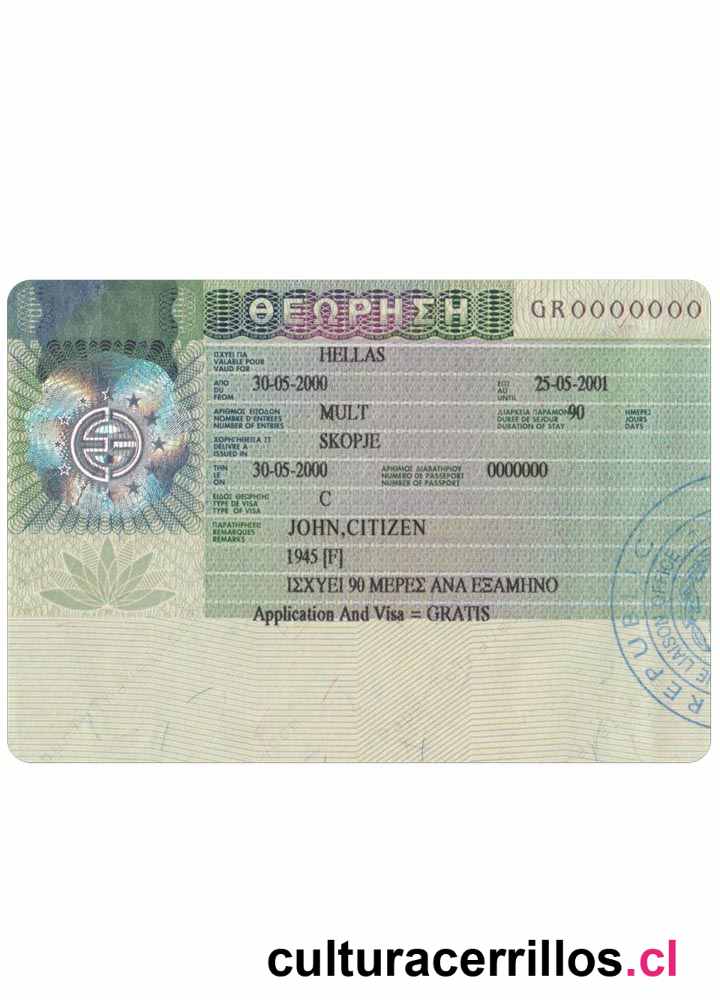 ΘΕΩΡΗΣΗ GR0000000
ΙΣΧΥΕΙ ΓΙΑ HELLAS
VALABLE POUR
VALID FOR
ΑΠΟ 30-05-2000 ΕΩΣ 25-05-2001
DU AU
FROM UNTIL
ΑΡΙΘΜΟΣ ΕΙΣΟΔΩΝ MULT ΔΙΑΡΚΕΙΑ ΠΑΡΑΜΟΝ 90 ΗΜΕΡΕΣ
NOMBRE D'ENTREES DUREE DE SEJOUR JOURS
NUMBER OF ENTRIES DURATION OF STAY DAYS
SKOPJE
DELIVRE A
ISSUED IN
ΤΗΝ 30-05-2000 ΑΡΙΘΜΟΣ ΔΙΑΒΑΤΗΡΙΟΥ 0000000
LE NUMERO DE PASSEPORT
ON NUMBER OF PASSPORT
ΕΙΔΟΣ ΘΕΩΡΗΣΗΣ C
TYPE DE VISA
TYPE OF VISA
ΠΑΡΑΤΗΡΗΣΕΙΣ JOHN,CITIZEN
REMARQUES
REMARKS
1945 [F]
ΙΣΧΥΕΙ 90 ΜΕΡΕΣ ΑΝΑ ΕΞΑΜΗΝΟ
Application And Visa = GRATIS
REPUBLIC
LIAISON OFFICE
culturacerrillos.cl